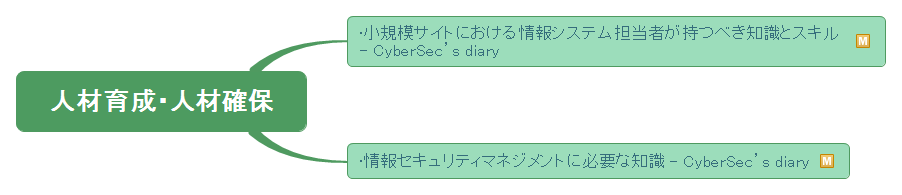 人材育成・人材確保
・小規模サイトにおける情報システム担当者が持つべき知識とスキル
– CyberSec’s diary
M
・情報セキュリティマネジメントに必要な知識 – CyberSec’s diary
M